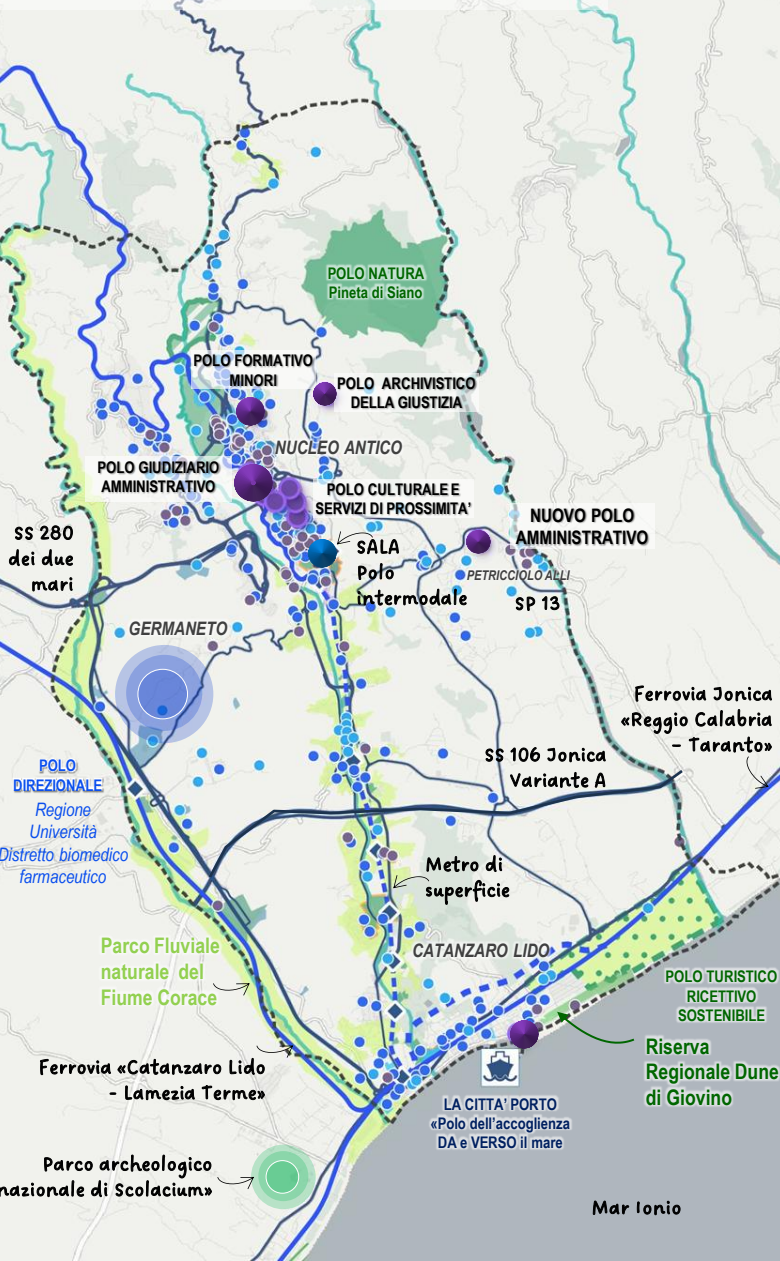 POLO NATURA
Pineta di Siano
POLO FORMATIVO
MINORI
POLO ARCHIVISTICO
DELLA GIUSTIZIA
NUCLEO ANTICO
POLO GIUDIZIARIO
AMMINISTRATIVO
POLO CULTURALE E
SERVIZI DI PROSSIMITA'
NUOVO POLO
AMMINISTRATIVO
SS 280
dei due
mari
SALA
Polo
intermodale
PETRICCIOLO ALLI
SP 13
GERMANETO
Ferrovia Jonica
«Reggio Calabria
– Taranto»
SS 106 Jonica
Variante A
POLO
DIREZIONALE
Regione
Università
Distretto biomedico
farmaceutico
Metro di
superficie
Parco Fluviale
naturale del
Fiume Corace
CATANZARO LIDO
POLO TURISTICO
RICETTIVO
SOSTENIBILE
Riserva
Regionale Dune
di Giovino
Ferrovia «Catanzaro Lido
- Lamezia Terme»
LA CITTA' PORTO
«Polo dell'accoglienza
DA e VERSO il mare
Parco archeologico
nazionale di Scolacium»
Mar Ionio